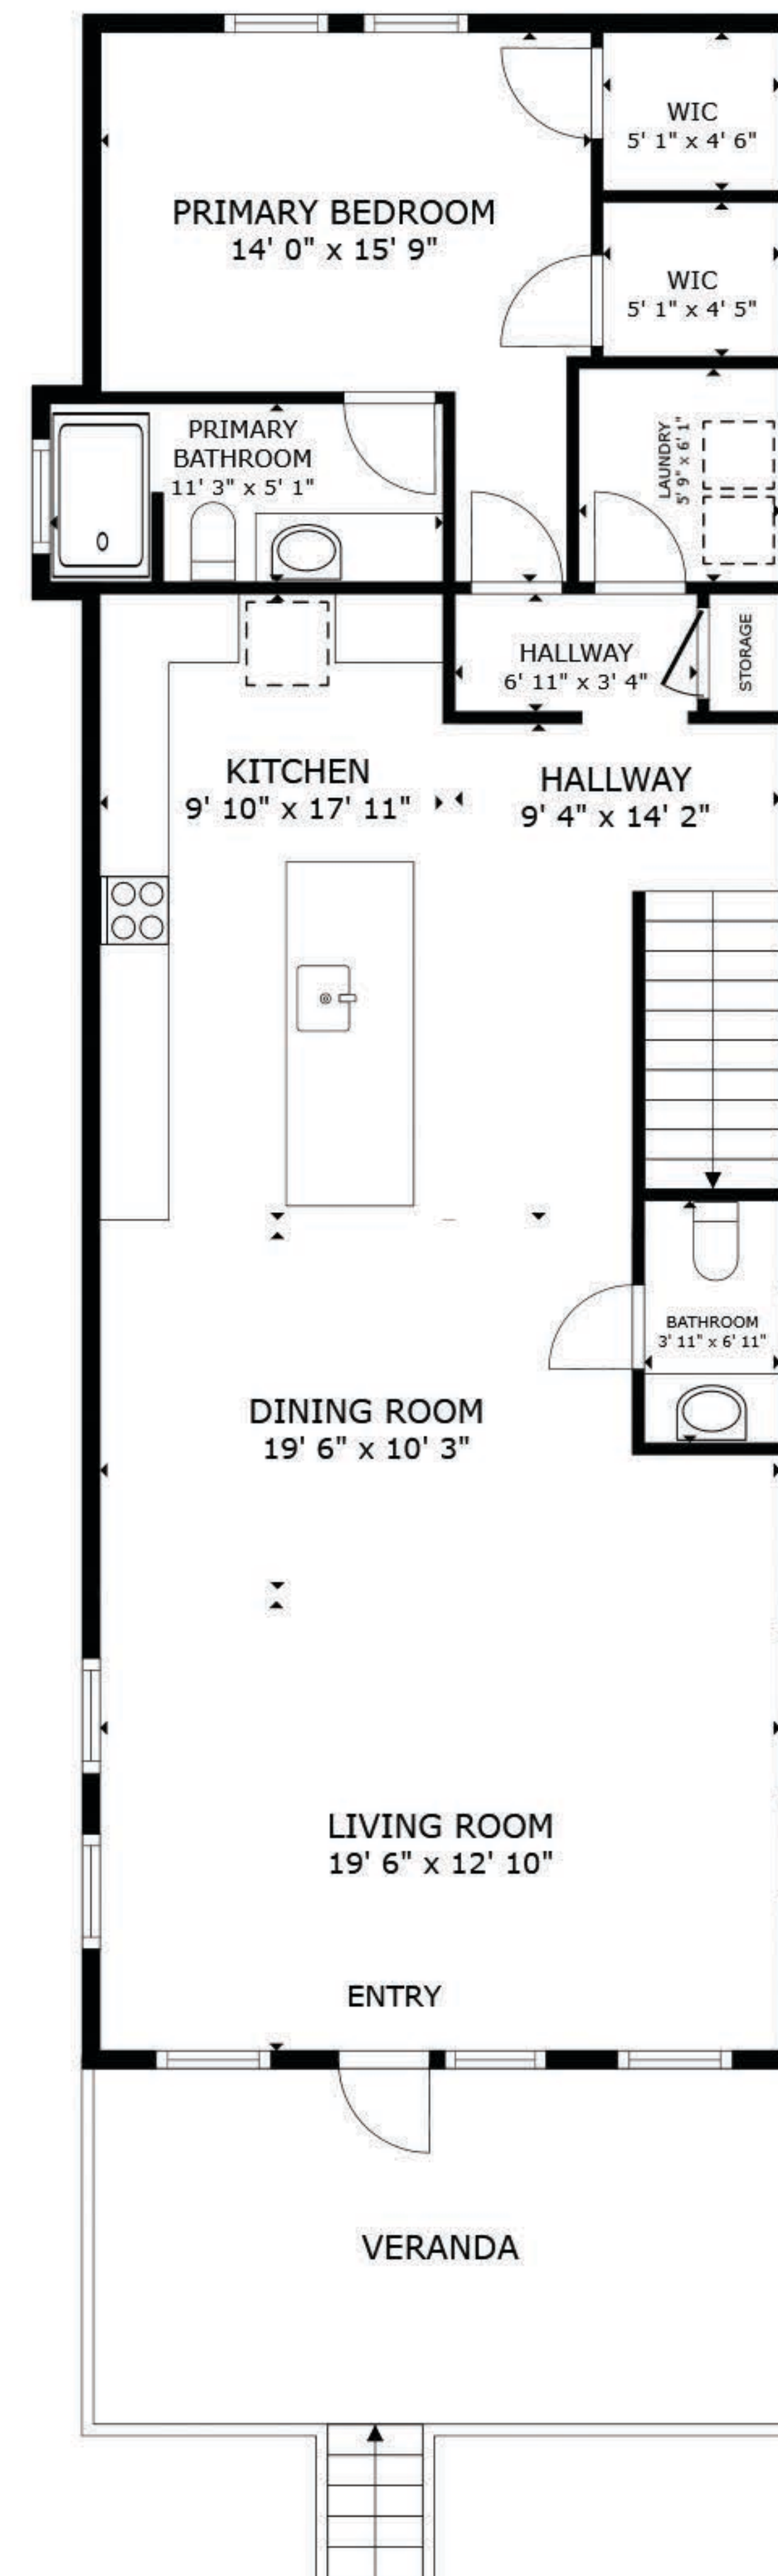 WIC
5' 1" x 4' 6"
PRIMARY BEDROOM
14' 0" x 15' 9"
WIC
5' 1" x 4' 5"
PRIMARY
BATHROOM
11' 3" x 5' 1"
LAUNDRY
5' 9" x 6' 1"
HALLWAY
6' 11" x 3' 4"
STORAGE
KITCHEN
9' 10" x 17' 11"
HALLWAY
9' 4" x 14' 2"
BATHROOM
3' 11" x 6' 11"
DINING ROOM
19' 6" x 10' 3"
LIVING ROOM
19' 6" x 12' 10"
ENTRY
VERANDA